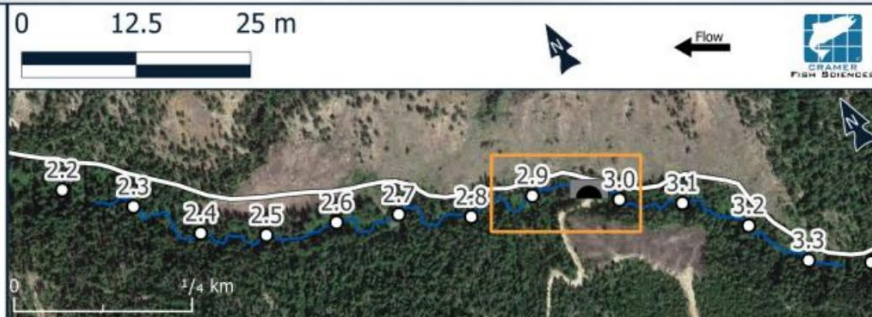 0 12.5 25 m
N
Flow
CRAMER
FISH SCIENCES
N
2.2 2.3 2.4 2.5 2.6 2.7 2.8 2.9 3.0 3.1 3.2 3.3
0 1/4 km